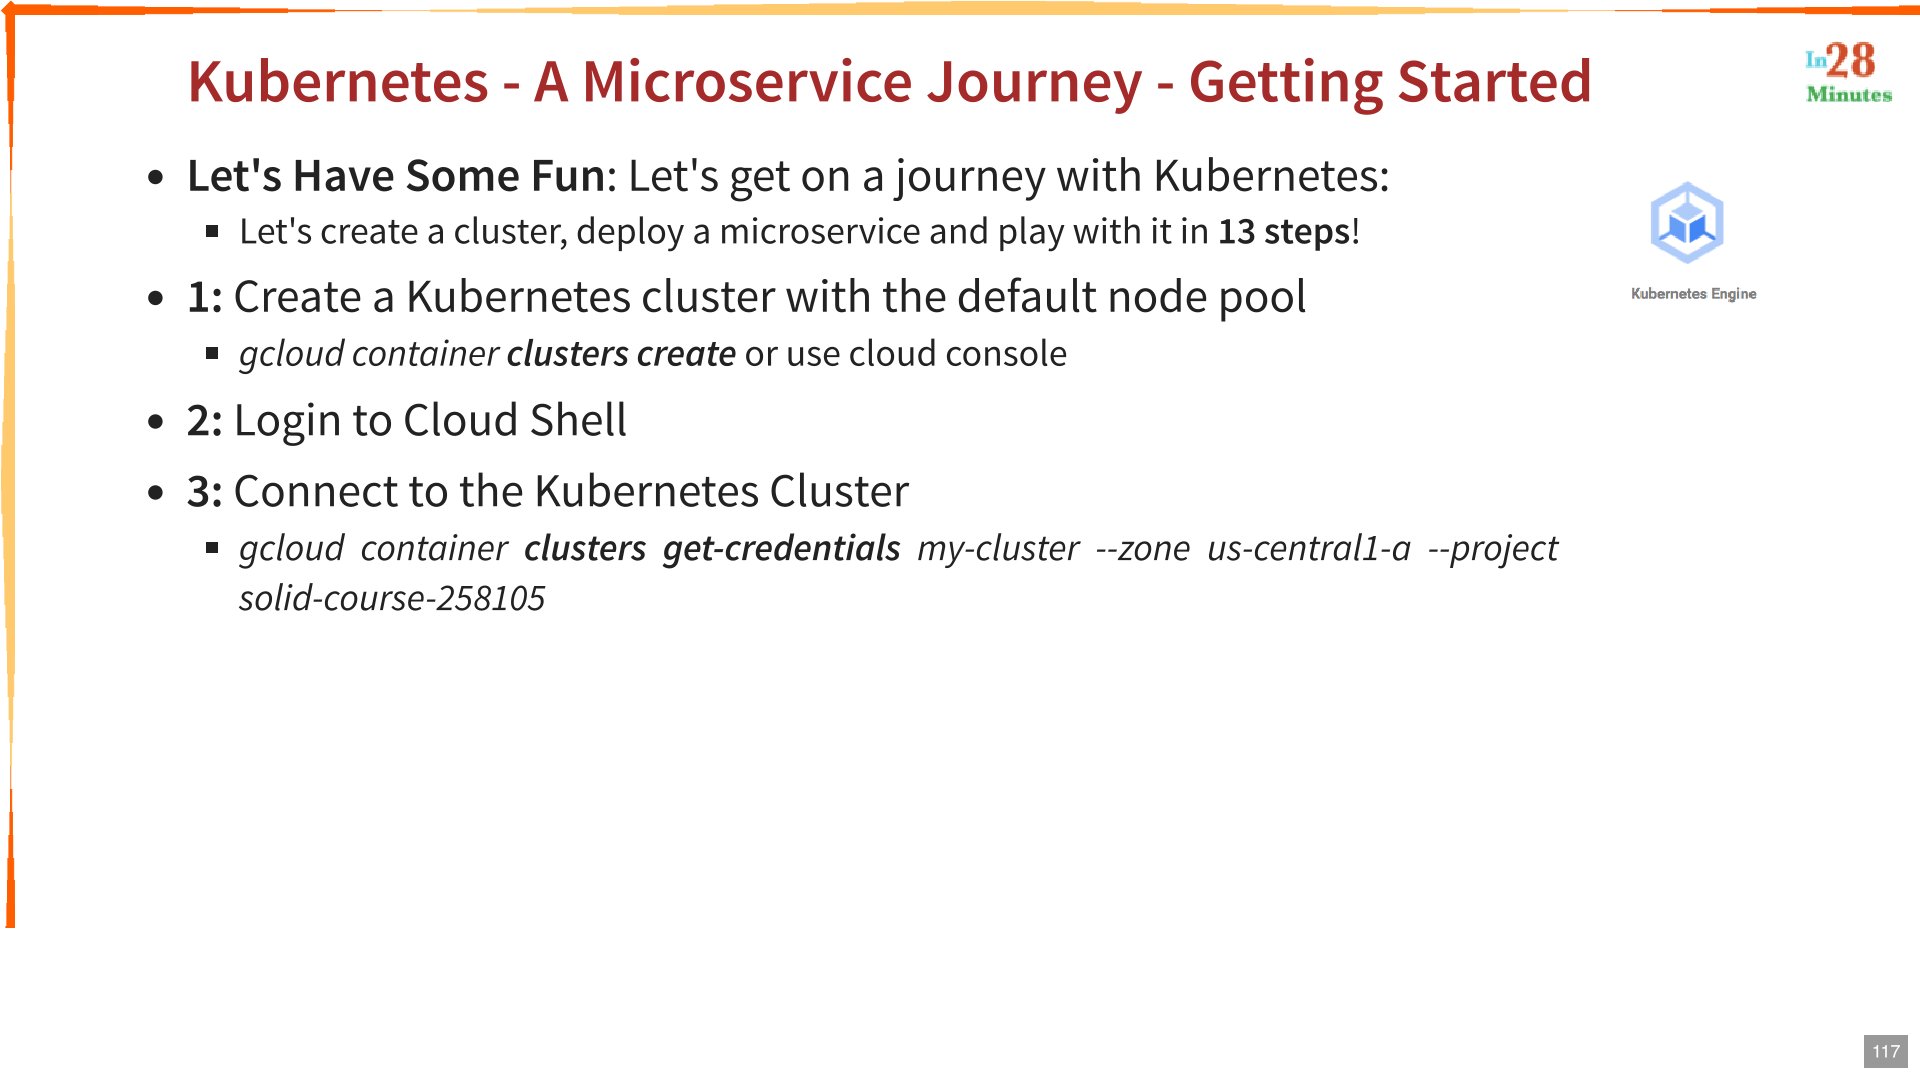 Kubernetes - A Microservice Journey - Getting Started
In28
Minutes
• Let's Have Some Fun: Let's get on a journey with Kubernetes:
▪ Let's create a cluster, deploy a microservice and play with it in 13 steps!
Kubernetes Engine
• 1: Create a Kubernetes cluster with the default node pool
▪ gcloud container clusters create or use cloud console
• 2: Login to Cloud Shell
• 3: Connect to the Kubernetes Cluster
▪ gcloud container clusters get-credentials my-cluster --zone us-central1-a --project
solid-course-258105
117